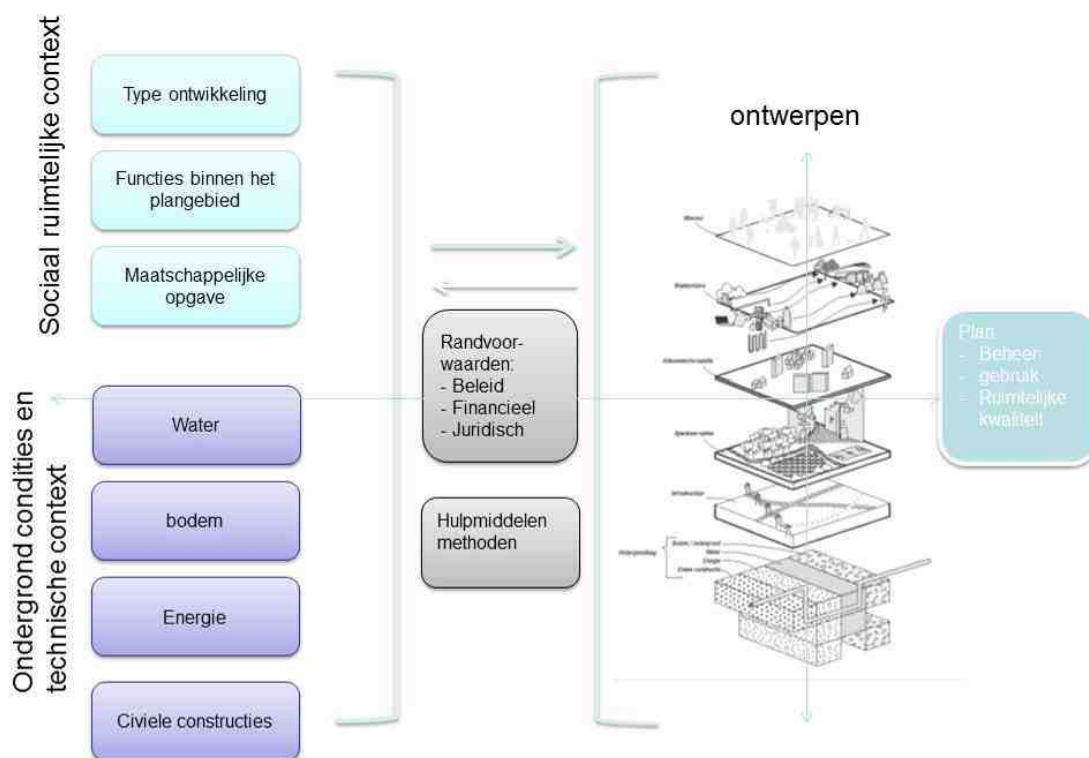 Sociaal ruimtelijke context
Type ontwikkeling
Functies binnen het
plangebied
Maatschappelijke
opgave
Ondergrond condities en
technische context
Water
bodem
Energie
Civiele constructies
Randvoor-
waarden:
- Beleid
- Financieel
- Juridisch
Hulpmiddelen
methoden
ontwerpen
Plan
- Beheer
- gebruik
- Ruimtelijke
kwaliteit